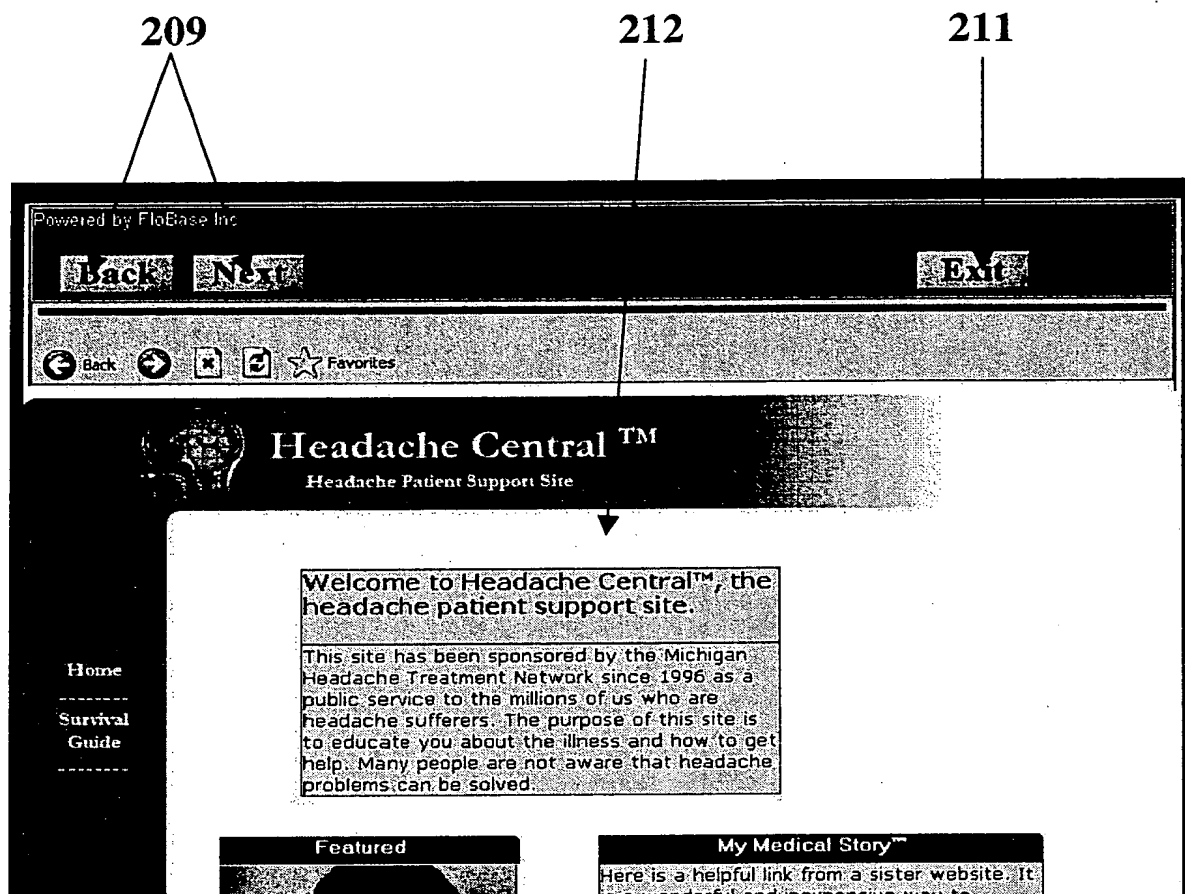 209 212 211
Powered by FloBase Inc
Back Next Exit
Back Favorites
Headache Central TM
Headache Patient Support Site
Welcome to Headache Central™, the
headache patient support site.
This site has been sponsored by the Michigan
Headache Treatment Network since 1996 as a
public service to the millions of us who are
headache sufferers. The purpose of this site is
to educate you about the illness and how to get
help. Many people are not aware that headache
problems can be solved.
Home
Survival
Guide
Featured
My Medical Story™
Here is a helpful link from a sister website. It